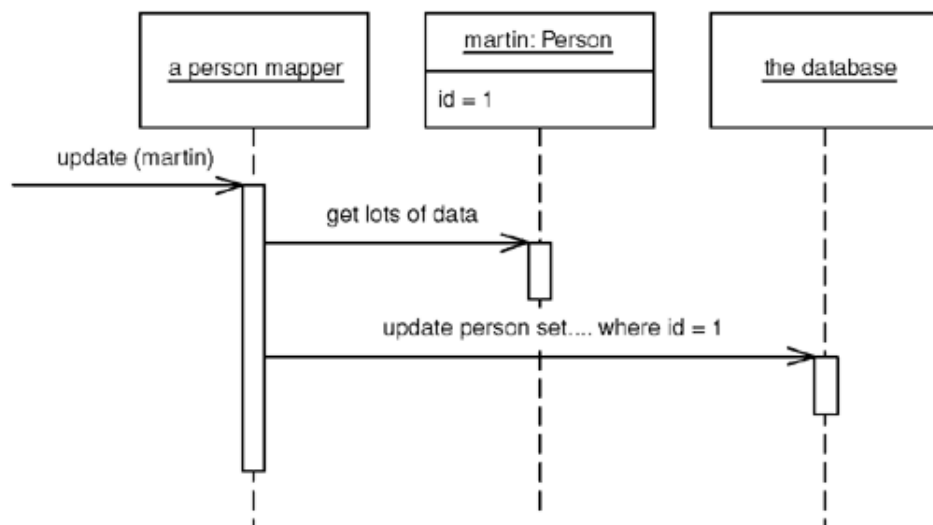 a person mapper
martin: Person
id = 1
the database
update (martin)
get lots of data
update person set.... where id = 1